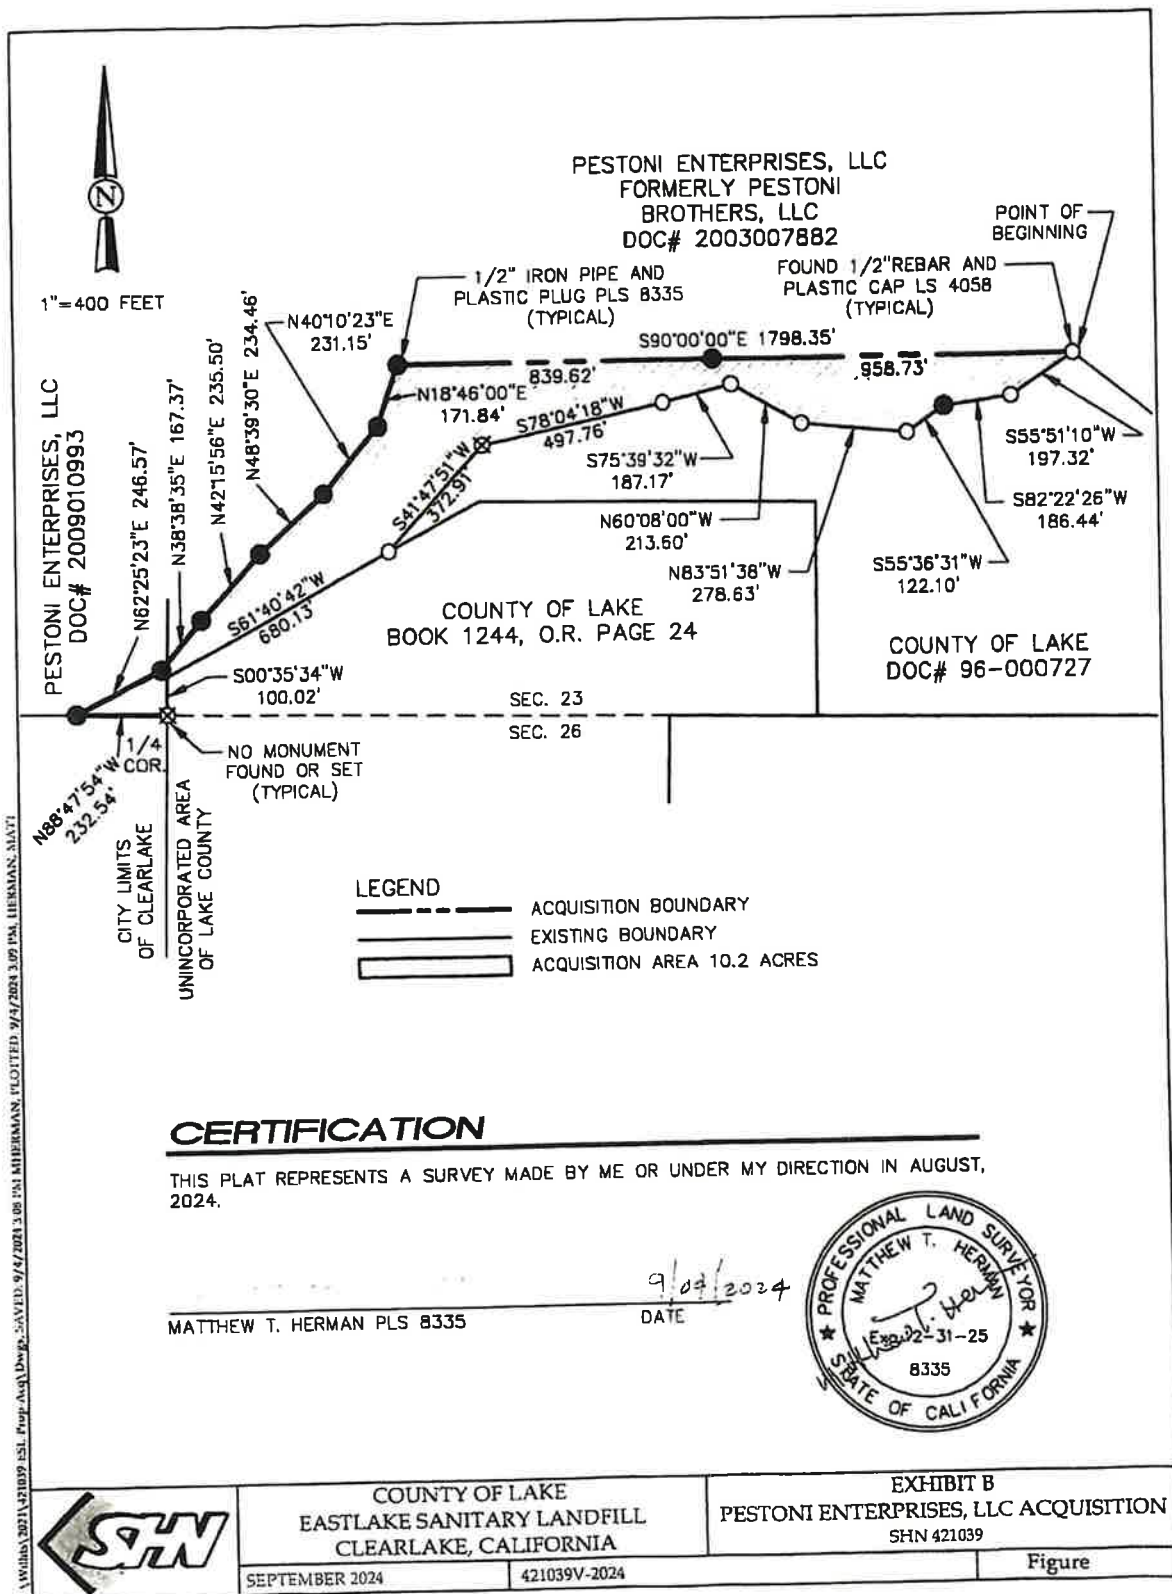 PESTONI ENTERPRISES, LLC
FORMERLY PESTONI
BROTHERS, LLC
DOC# 2003007882
POINT OF
BEGINNING
N
1"=400 FEET
1/2" IRON PIPE AND
PLASTIC PLUG PLS 8335
(TYPICAL)
FOUND 1/2"REBAR AND
PLASTIC CAP LS 4058
(TYPICAL)
N40°10'23"E
231.15'
S90°00'00"E 1798.35'
839.62'
958.73'
N18°46'00"E
171.84'
S78°04'18"W
497.76'
S41°47'51"W
372.91'
S75°39'32"W
187.17'
N60°08'00"W
213.60'
N83°51'38"W
278.63'
S55°51'10"W
197.32'
S82°22'26"W
186.44'
S55°36'31"W
122.10'
PESTONI ENTERPRISES, LLC
DOC# 2009010993
N62°25'23"E 246.57'
N38°38'35"E 167.37'
N42°15'56"E 235.50'
N48°39'30"E 234.46'
S61°40'42"W
680.13'
COUNTY OF LAKE
BOOK 1244, O.R. PAGE 24
COUNTY OF LAKE
DOC# 96-000727
S00°35'34"W
100.02'
SEC. 23
SEC. 26
1/4
COR.
NO MONUMENT
FOUND OR SET
(TYPICAL)
N88°47'54"W
232.54'
CITY LIMITS
OF CLEARLAKE
UNINCORPORATED AREA
OF LAKE COUNTY
LEGEND
ACQUISITION BOUNDARY
EXISTING BOUNDARY
ACQUISITION AREA 10.2 ACRES
CERTIFICATION
THIS PLAT REPRESENTS A SURVEY MADE BY ME OR UNDER MY DIRECTION IN AUGUST,
2024.
9/04/2024
MATTHEW T. HERMAN PLS 8335
DATE
PROFESSIONAL LAND SURVEYOR
MATTHEW T. HERMAN
12-31-25
8335
STATE OF CALIFORNIA
SHN
COUNTY OF LAKE
EASTLAKE SANITARY LANDFILL
CLEARLAKE, CALIFORNIA
EXHIBIT B
PESTONI ENTERPRISES, LLC ACQUISITION
SHN 421039
SEPTEMBER 2024
421039V-2024
Figure